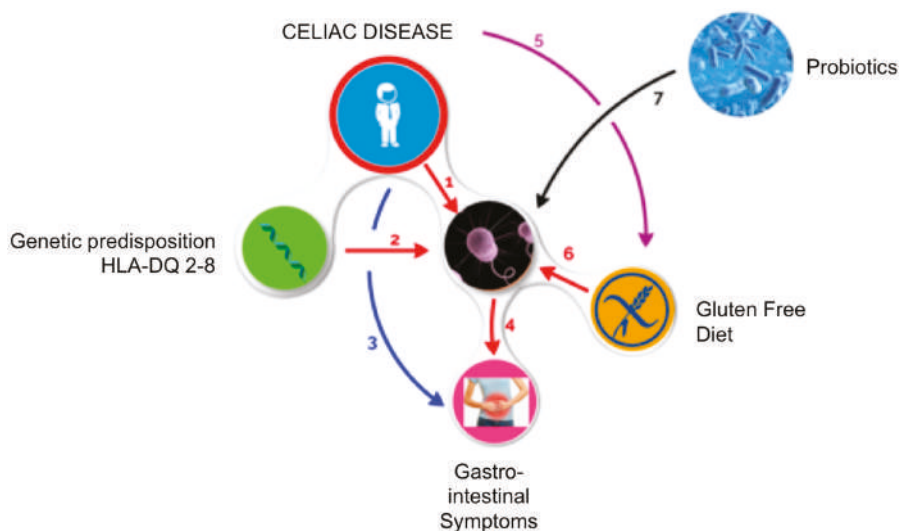 CELIAC DISEASE
5
Probiotics
7
1
Genetic predisposition
HLA-DQ 2-8
2
6
Gluten Free
Diet
3
4
Gastro-
intestinal
Symptoms